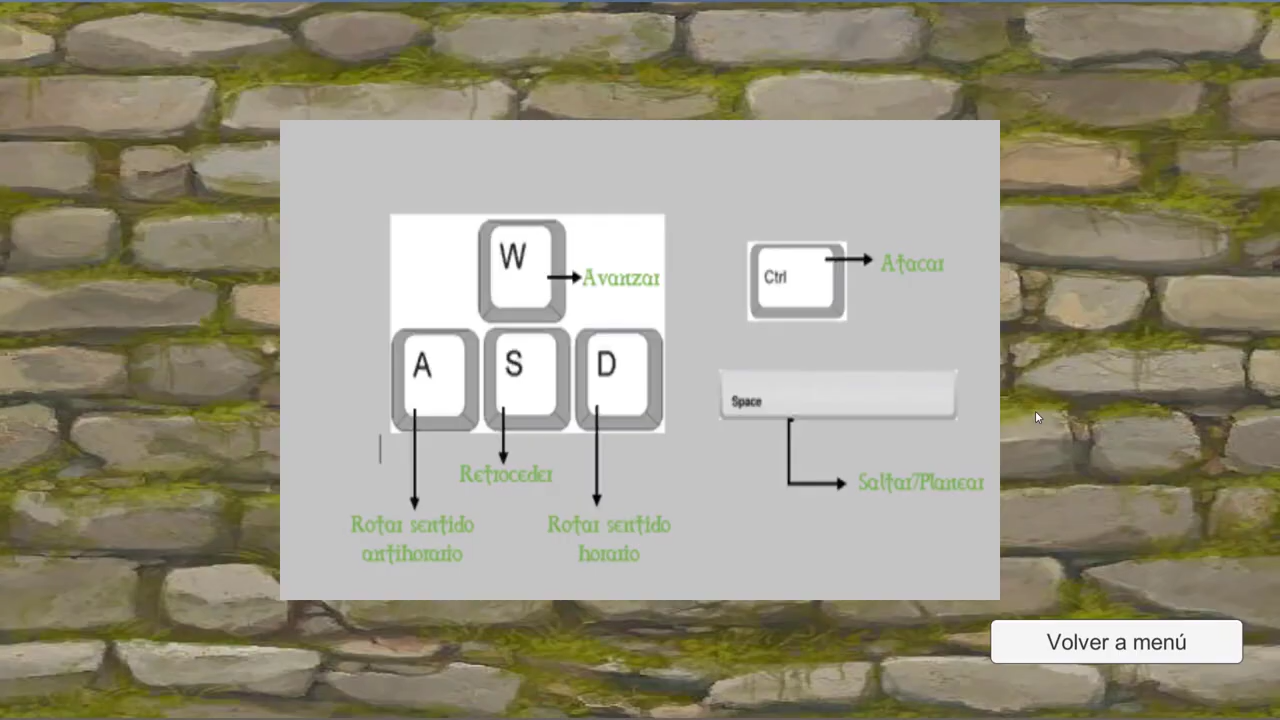 W
Avanzar
A
S
D
Retroceder
Rotar sentido
antihorario
Rotar sentido
horario
Ctrl
Atacar
Space
Saltar/Planear
Volver a menú